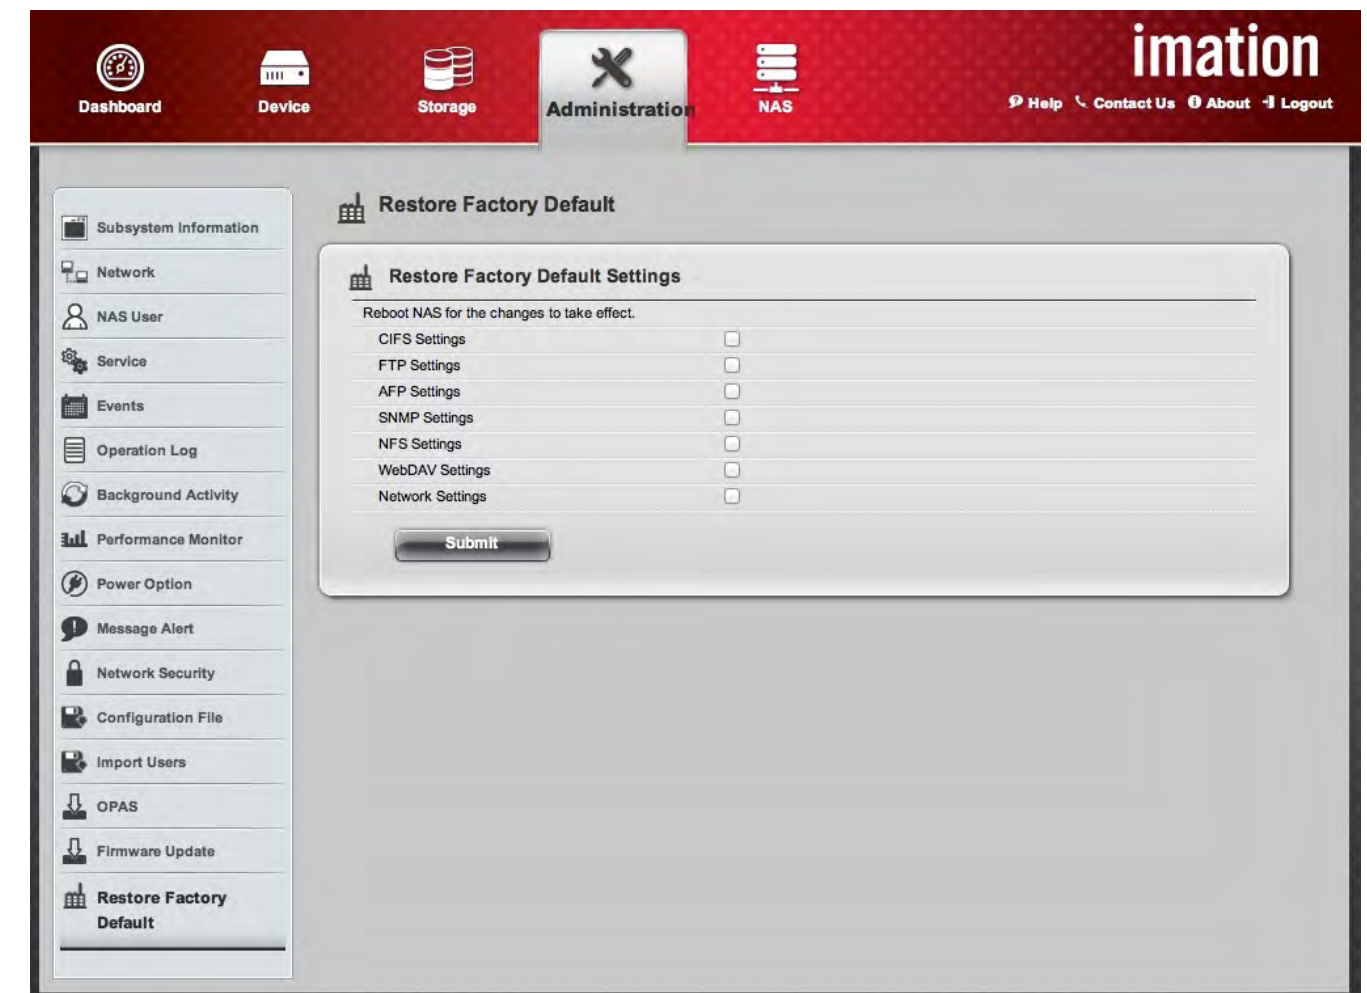 imation
Dashboard
Device
Storage
Administration
NAS
Help Contact Us About Logout
Subsystem Information
Network
NAS User
Service
Events
Operation Log
Background Activity
Performance Monitor
Power Option
Message Alert
Network Security
Configuration File
Import Users
OPAS
Firmware Update
Restore Factory
Default
Restore Factory Default
Restore Factory Default Settings
Reboot NAS for the changes to take effect.
CIFS Settings
FTP Settings
AFP Settings
SNMP Settings
NFS Settings
WebDAV Settings
Network Settings
Submit